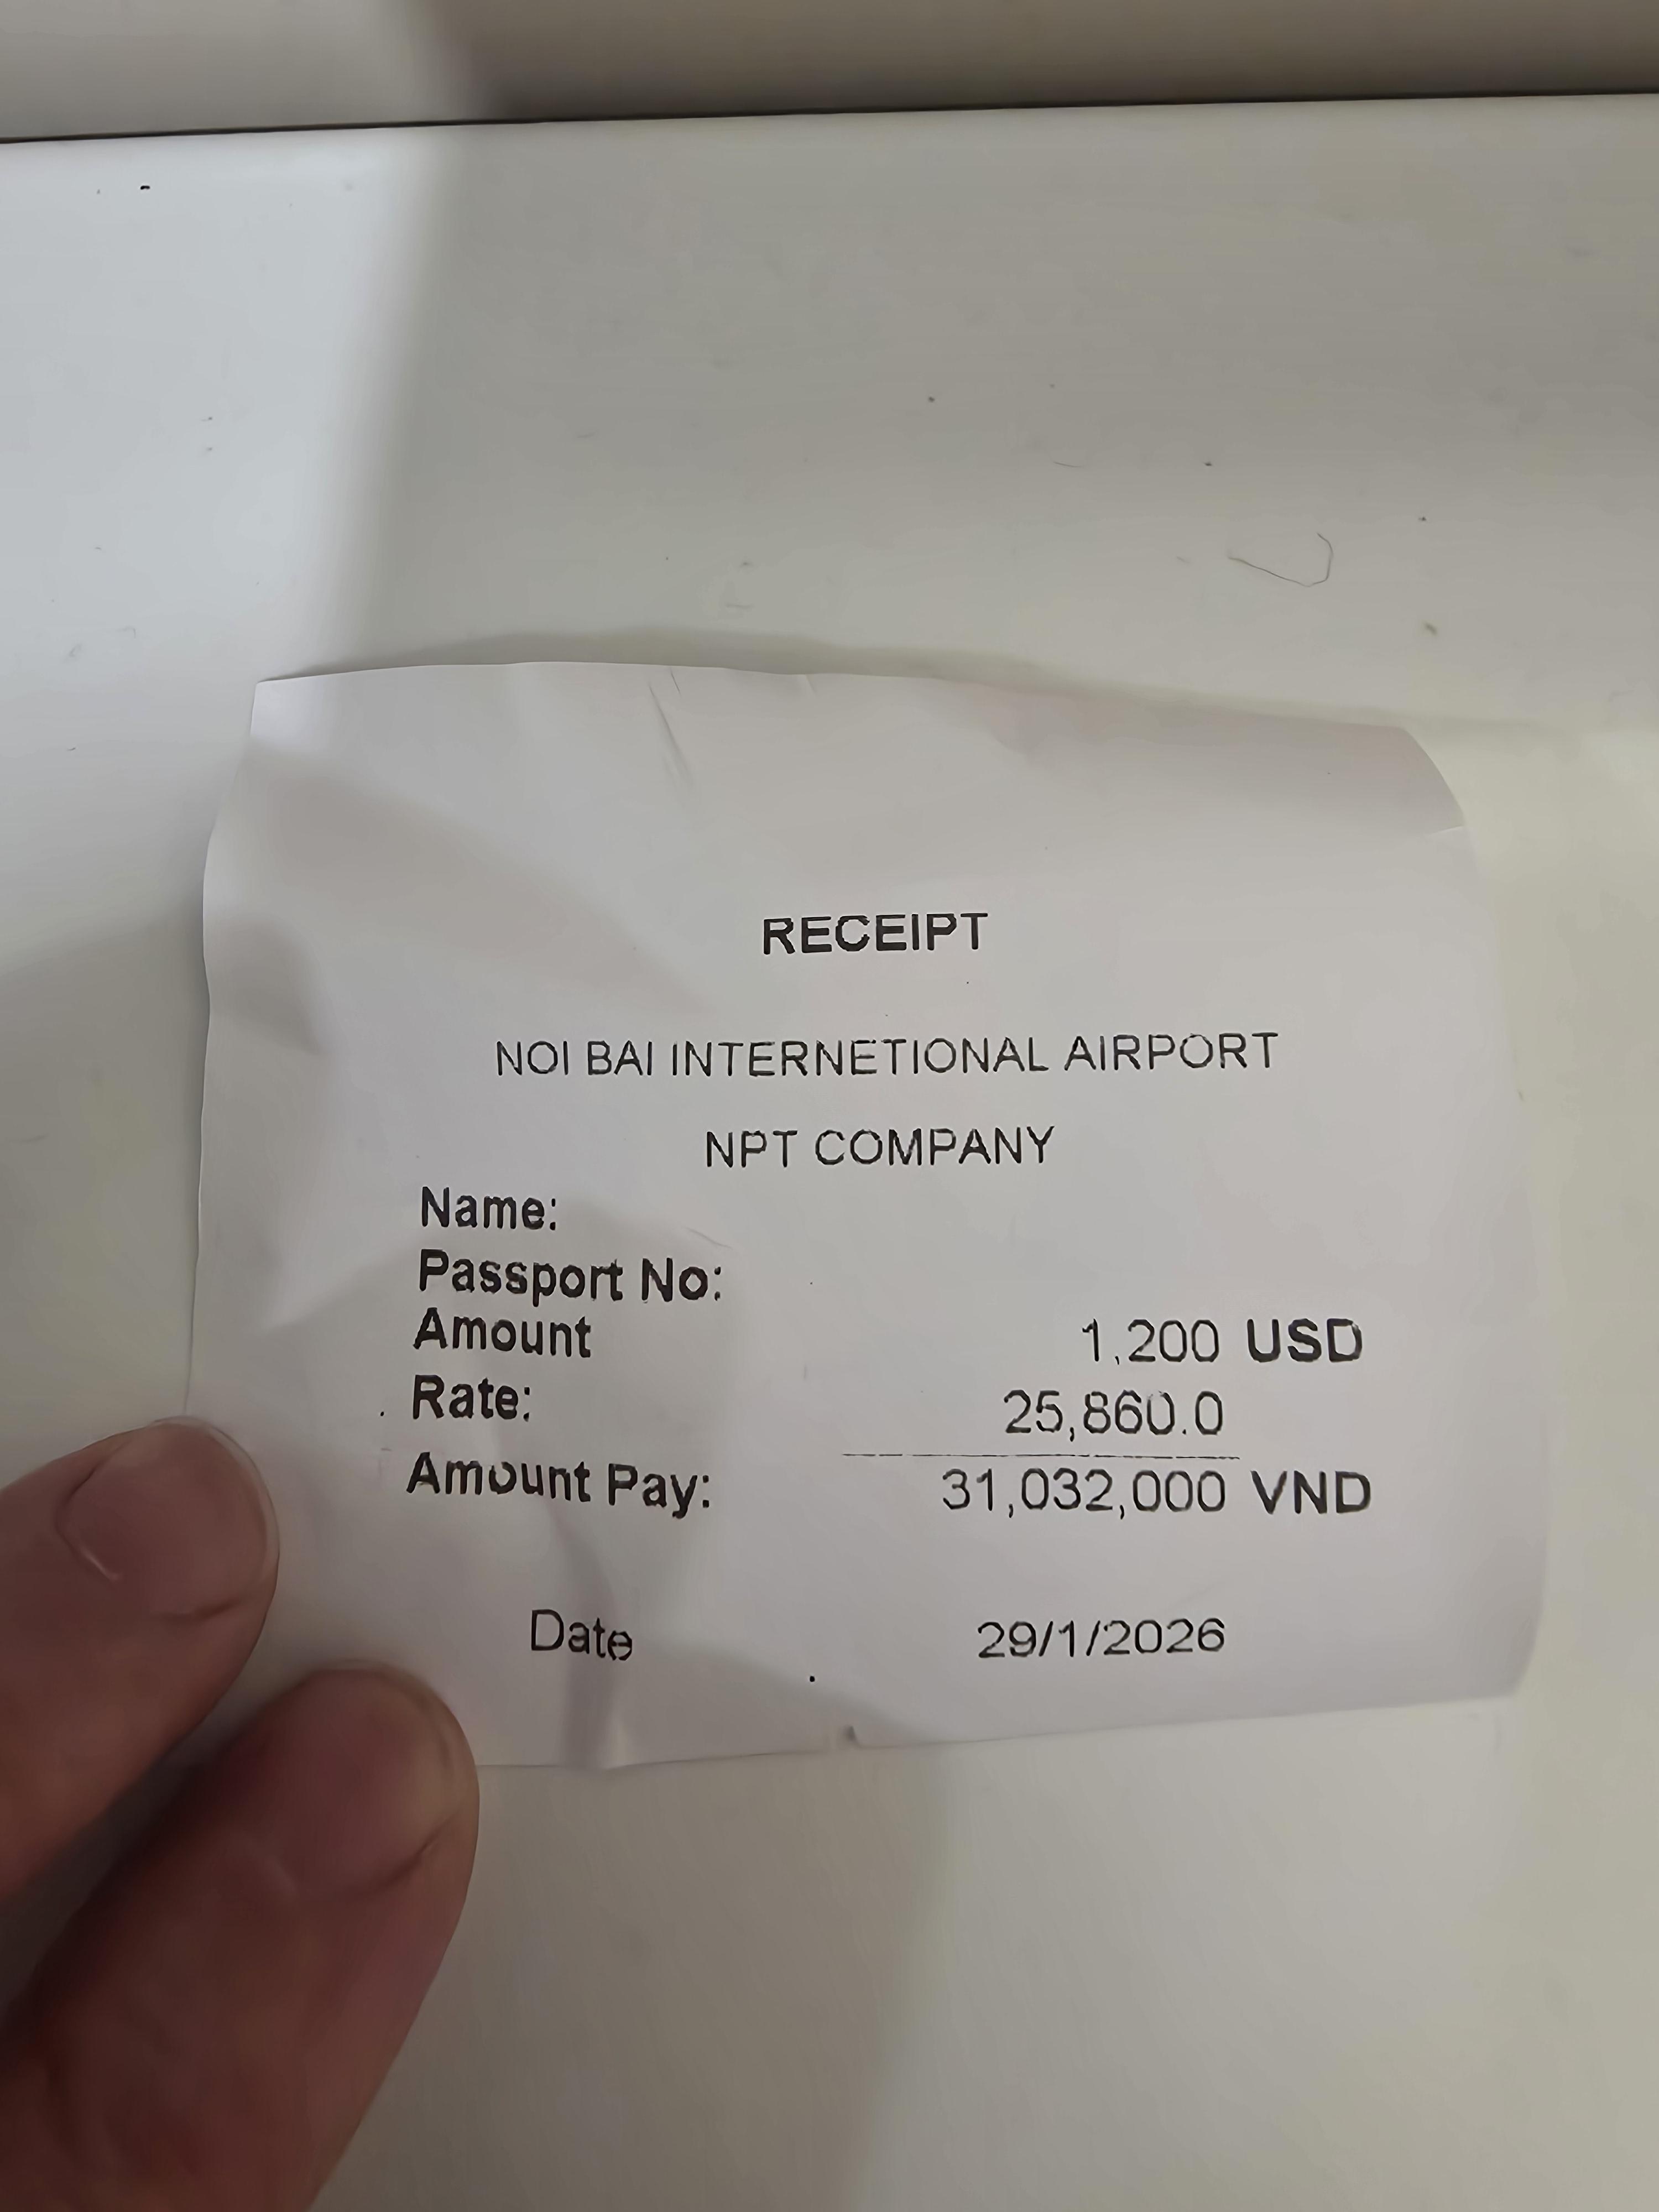 RECEIPT
NOI BAI INTERNETIONAL AIRPORT
NPT COMPANY
Name:
Passport No:
Amount 1,200 USD
Rate: 25,860.0
Amount Pay: 31,032,000 VND
Date 29/1/2026